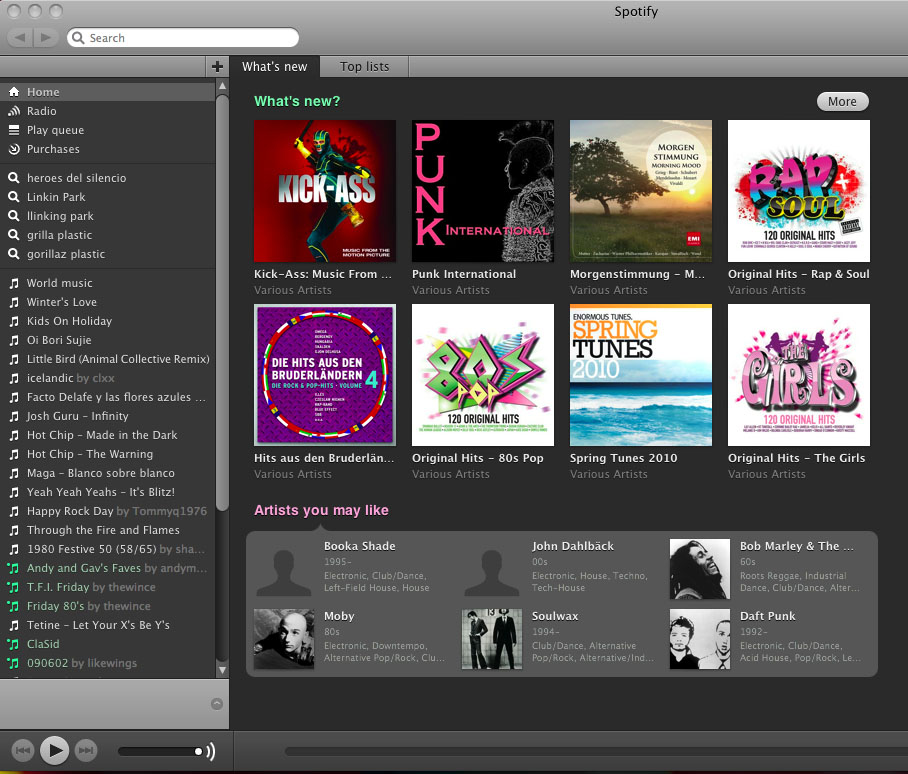 Spotify
Search
What's new
Top lists
Home
Radio
Play queue
Purchases
heroes del silencio
Linkin Park
llinking park
grilla plastic
gorillaz plastic
World music
Winter's Love
Kids On Holiday
Oi Bori Sujie
Little Bird (Animal Collective Remix)
icelandic by clxx
Facto Delafe y las flores azules ...
Josh Guru – Infinity
Hot Chip – Made in the Dark
Hot Chip – The Warning
Maga – Blanco sobre blanco
Yeah Yeah Yeahs – It's Blitz!
Happy Rock Day by Tommyq1976
Through the Fire and Flames
1980 Festive 50 (58/65) by sha...
Andy and Gav's Faves by andym...
T.F.I. Friday by thewince
Friday 80's by thewince
Tetine – Let Your X's Be Y's
ClaSid
090602 by likewings
What's new?
More
KICK-ASS
MUSIC FROM THE
MOTION PICTURE
PUNK
INTERNATIONAL
MORGEN
STIMMUNG
MORNING MOOD
EMI
RAP +
SOUL
120 ORIGINAL HITS
Kick-Ass: Music From ...
Various Artists
Punk International
Various Artists
Morgenstimmung – M...
Various Artists
Original Hits – Rap & Soul
Various Artists
DIE HITS AUS DEN
BRUDERLÄNDERN
DIE ROCK & POP-HITS · VOLUME 4
80s
POP
120 ORIGINAL HITS
ENORMOUS TUNES.
SPRING
TUNES
2010
THE
GIRLS
120 ORIGINAL HITS
Hits aus den Bruderlän...
Various Artists
Original Hits – 80s Pop
Various Artists
Spring Tunes 2010
Various Artists
Original Hits – The Girls
Various Artists
Artists you may like
Booka Shade
1995–
Electronic, Club/Dance,
Left-Field House, House
John Dahlbäck
00s
Electronic, House, Techno,
Tech-House
Bob Marley & The ...
60s
Roots Reggae, Industrial
Dance, Club/Dance, Alter...
Moby
80s
Electronic, Downtempo,
Alternative Pop/Rock, Clu...
Soulwax
1994–
Club/Dance, Alternative
Pop/Rock, Alternative/Ind...
Daft Punk
1992–
Electronic, Club/Dance,
Acid House, Pop/Rock, Le...